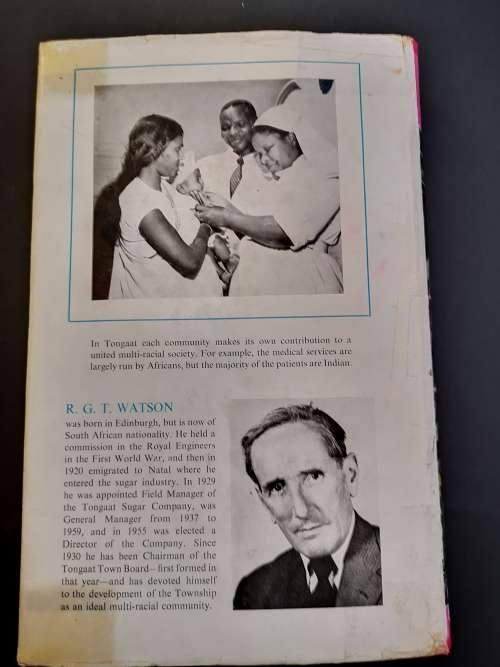 In Tongaat each community makes its own contribution to a
united multi-racial society. For example, the medical services are
largely run by Africans, but the majority of the patients are Indian.
R. G. T. WATSON
was born in Edinburgh, but is now of
South African nationality. He held a
commission in the Royal Engineers
in the First World War, and then in
1920 emigrated to Natal where he
entered the sugar industry. In 1929
he was appointed Field Manager of
the Tongaat Sugar Company, was
General Manager from 1937 to
1959, and in 1955 was elected a
Director of the Company. Since
1930 he has been Chairman of the
Tongaat Town Board—first formed in
that year—and has devoted himself
to the development of the Township
as an ideal multi-racial community.